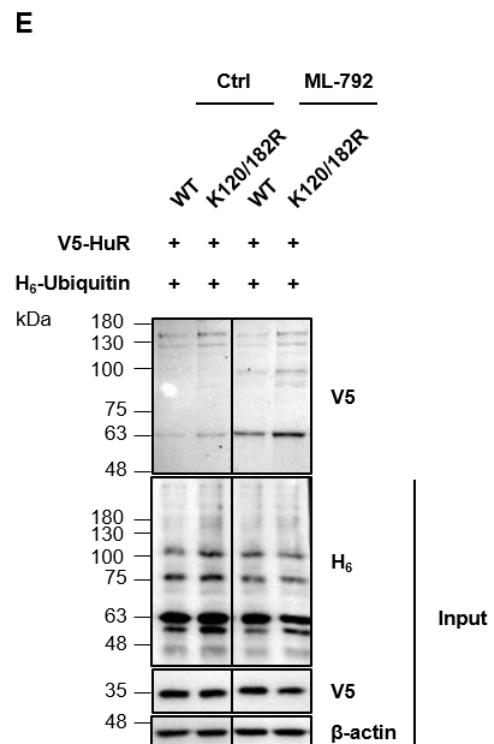 E
Ctrl ML-792
WT K120/182R WT K120/182R
V5-HuR + + + +
H₆-Ubiquitin + + + +
kDa
180
130
100
75
63
48
V5
180
130
100
75
63
48
H₆
Input
35
V5
48
β-actin